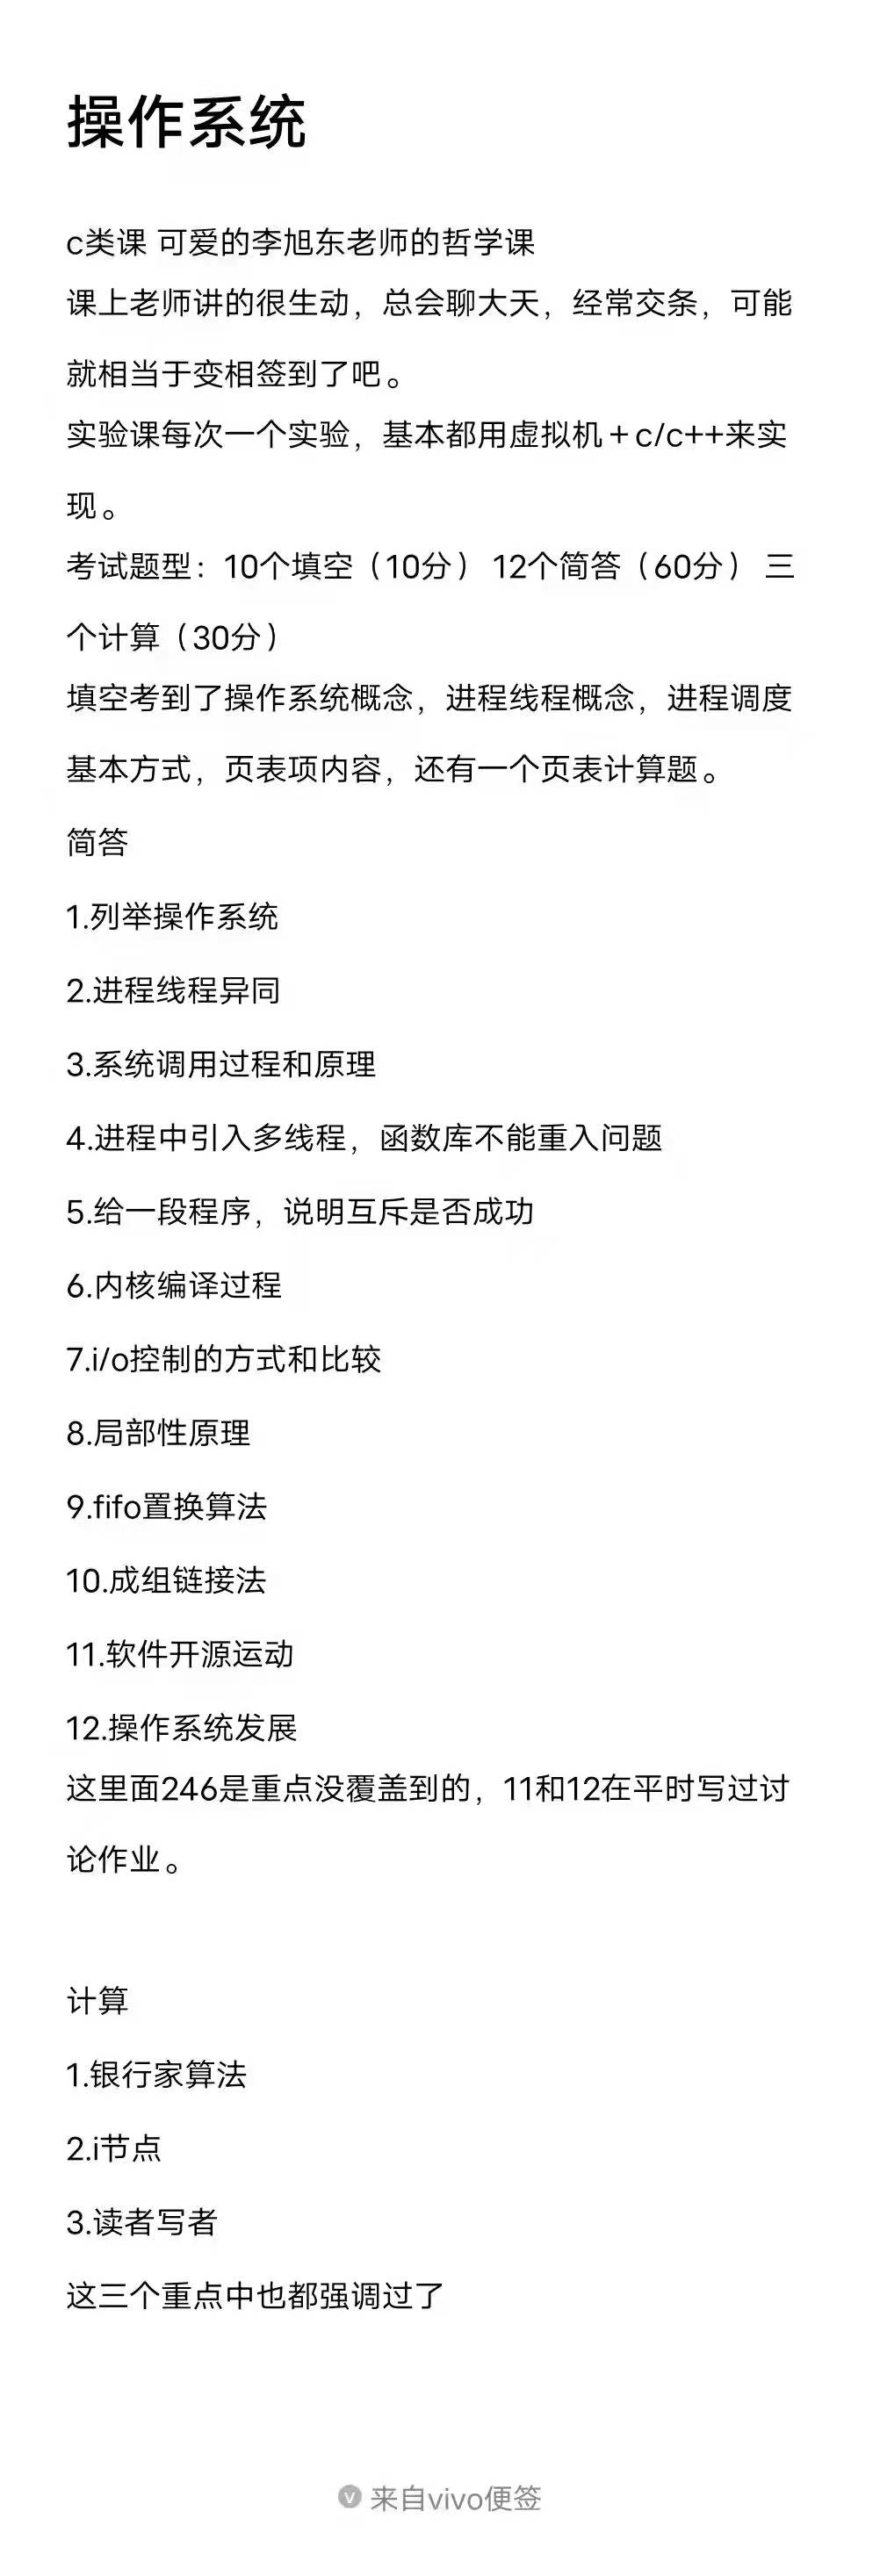 操作系统
c类课 可爱的李旭东老师的哲学课
课上老师讲的很生动，总会聊大天，经常交条，可能
就相当于变相签到了吧。
实验课每次一个实验，基本都用虚拟机＋c/c++来实
现。
考试题型：10个填空（10分） 12个简答（60分） 三
个计算（30分）
填空考到了操作系统概念，进程线程概念，进程调度
基本方式，页表项内容，还有一个页表计算题。
简答
1.列举操作系统
2.进程线程异同
3.系统调用过程和原理
4.进程中引入多线程，函数库不能重入问题
5.给一段程序，说明互斥是否成功
6.内核编译过程
7.i/o控制的方式和比较
8.局部性原理
9.fifo置换算法
10.成组链接法
11.软件开源运动
12.操作系统发展
这里面246是重点没覆盖到的，11和12在平时写过讨
论作业。
计算
1.银行家算法
2.i节点
3.读者写者
这三个重点中也都强调过了
来自vivo便签